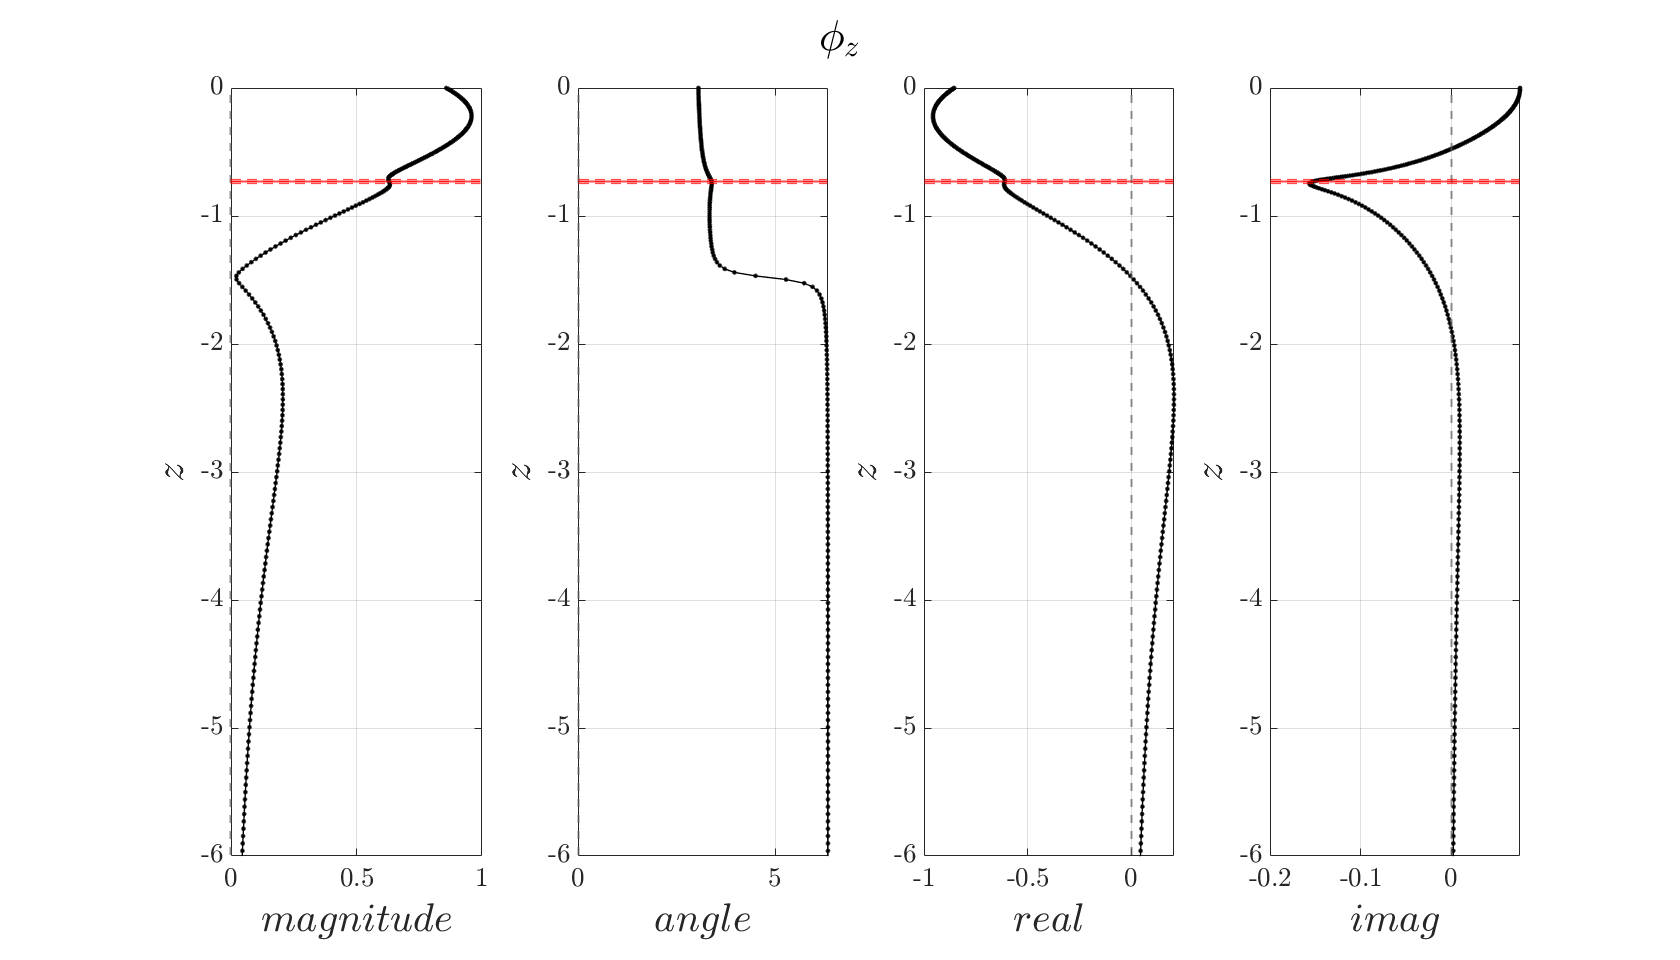 ϕz
0 0 0 0
-1 -1 -1 -1
-2 -2 -2 -2
-3 -3 -3 -3
z z z z
-4 -4 -4 -4
-5 -5 -5 -5
-6 -6 -6 -6
0 0.5 1 0 5 -1 -0.5 0 -0.2 -0.1 0
magnitude angle real imag